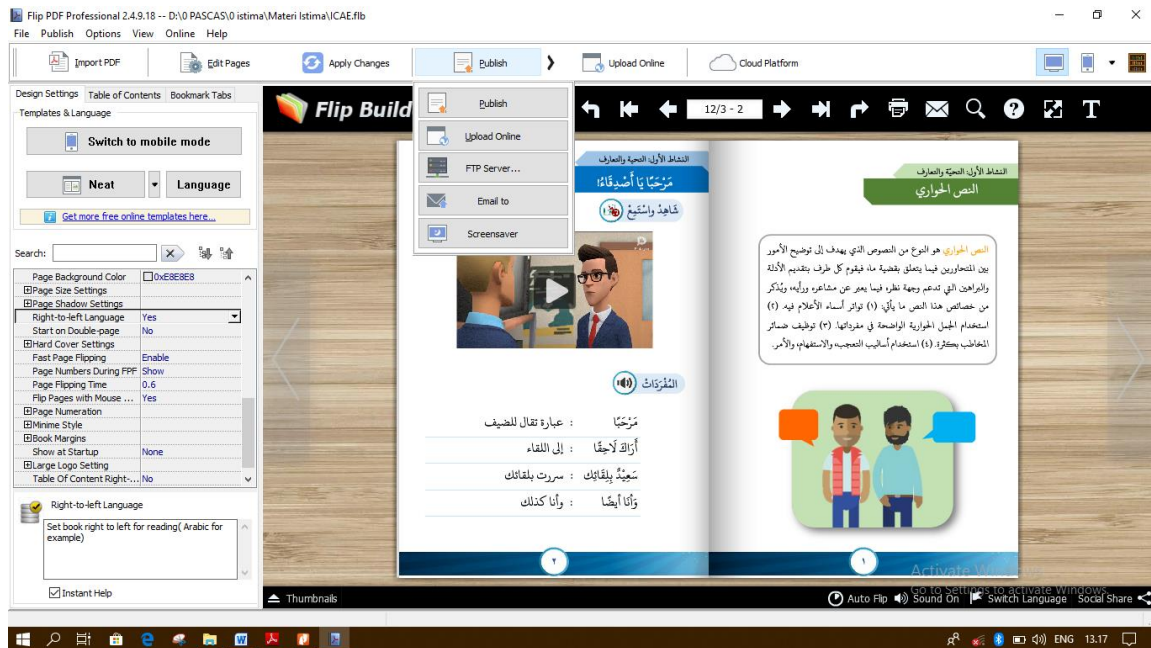 Flip PDF Professional 2.4.9.18 -- D:\0 PASCAS\0 istima\Materi Istima\ICAE.flb
File Publish Options View Online Help
Import PDF Edit Pages Apply Changes Publish Upload Online Cloud Platform
Publish
Upload Online
FTP Server...
Email to
Screensaver
Design Settings Table of Contents Bookmark Tabs
Templates & Language
Switch to mobile mode
Neat Language
Get more free online templates here...
Search:
Page Background Color 0xE8E8E8
Page Size Settings
Page Shadow Settings
Right-to-left Language Yes
Start on Double-page No
Hard Cover Settings
Fast Page Flipping Enable
Page Numbers During FPF Show
Page Flipping Time 0.6
Flip Pages with Mouse ... Yes
Page Numeration
Minime Style
Book Margins
Show at Startup None
Large Logo Setting
Table Of Content Right-... No
Right-to-left Language
Set book right to left for reading( Arabic for
example)
Instant Help
Flip Build
12/3 - 2
النشاط الأول: التحيّة والتعارف
النص الحواري
النص الحواري هو النوع من النصوص الذي يهدف إلى توضيح الأمور
بين المتحاورين فيما يتعلق بقضية ما، فيقوم كل طرف بتقديم الأدلة
والبراهين التي تدعم وجهة نظره، فيما يعبر عن مشاعره ورأيه، ويُذكر
من خصائص هذا النص ما يأتي: (١) تواتر أسماء الأعلام فيه. (٢)
استخدام الجمل الحوارية الواضحة في مفرداتها. (٣) توظيف ضمائر
المخاطب بكثرة. (٤) استخدام أساليب التعجب، والاستفهام، والأمر.
١
النشاط الأول: التحية والتعارف
مَرْحَبًا يَا أَصْدِقَاءُ!
شَاهِدْ واسْتَمِعْ ١
المُفْرَدَاتُ
مَرْحَبًا : عبارة تقال للضيف
أَرَاكَ لَاحِقًا : إلى اللقاء
سَعِيْدٌ بِلِقَائِك : سررت بلقائك
وَأنَا أيضًا : وأنا كذلك
٢
Activate Windows
Go to Settings to activate Windows.
Thumbnails Auto Flip Sound On Switch Language Social Share
ENG 13.17